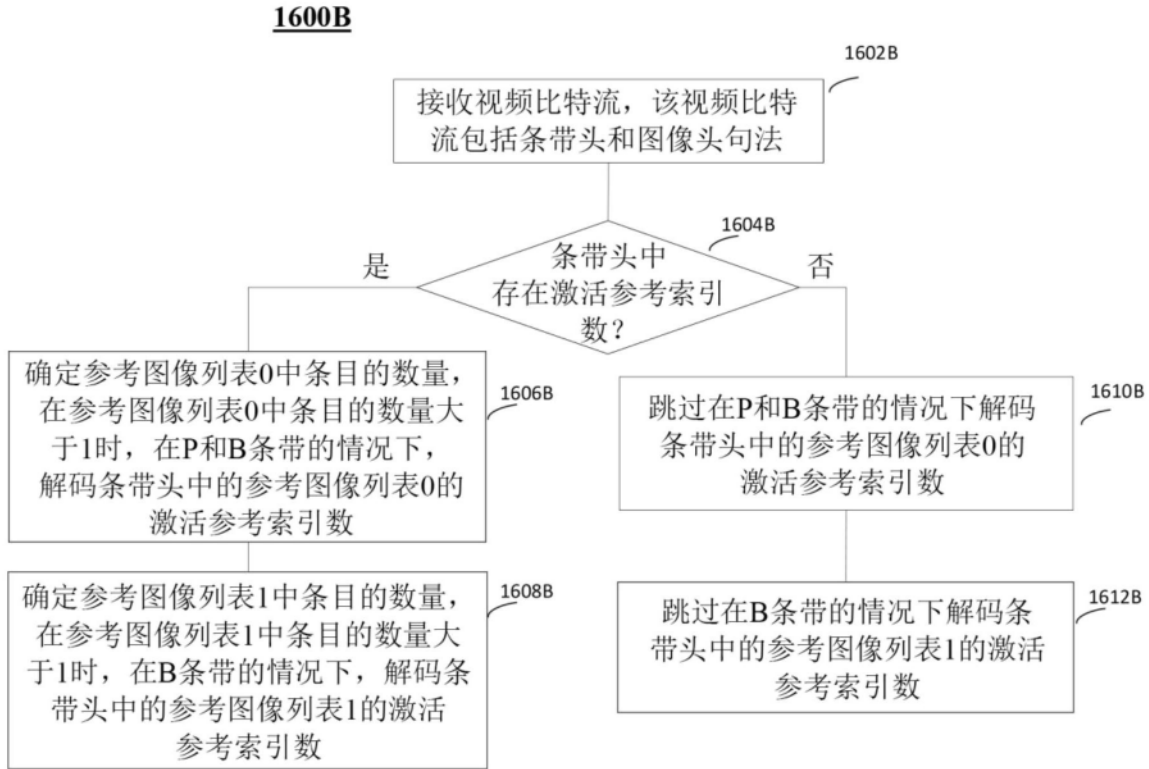 1600B
1602B
接收视频比特流，该视频比特
流包括条带头和图像头句法
1604B
条带头中
存在激活参考索引
数？
是
否
确定参考图像列表0中条目的数量，
在参考图像列表0中条目的数量大
于1时，在P和B条带的情况下，
解码条带头中的参考图像列表0的
激活参考索引数
1606B
确定参考图像列表1中条目的数量，
在参考图像列表1中条目的数量大
于1时，在B条带的情况下，解码条
带头中的参考图像列表1的激活
参考索引数
1608B
跳过在P和B条带的情况下解码
条带头中的参考图像列表0的
激活参考索引数
1610B
跳过在B条带的情况下解码条
带头中的参考图像列表1的激活
参考索引数
1612B